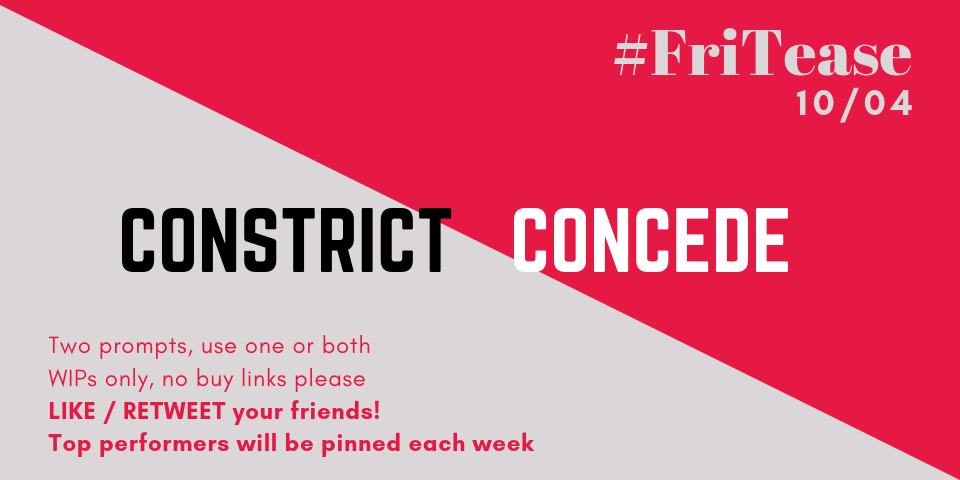 #FriTease
10/04
CONSTRICT CONCEDE
Two prompts, use one or both
WIPs only, no buy links please
LIKE / RETWEET your friends!
Top performers will be pinned each week